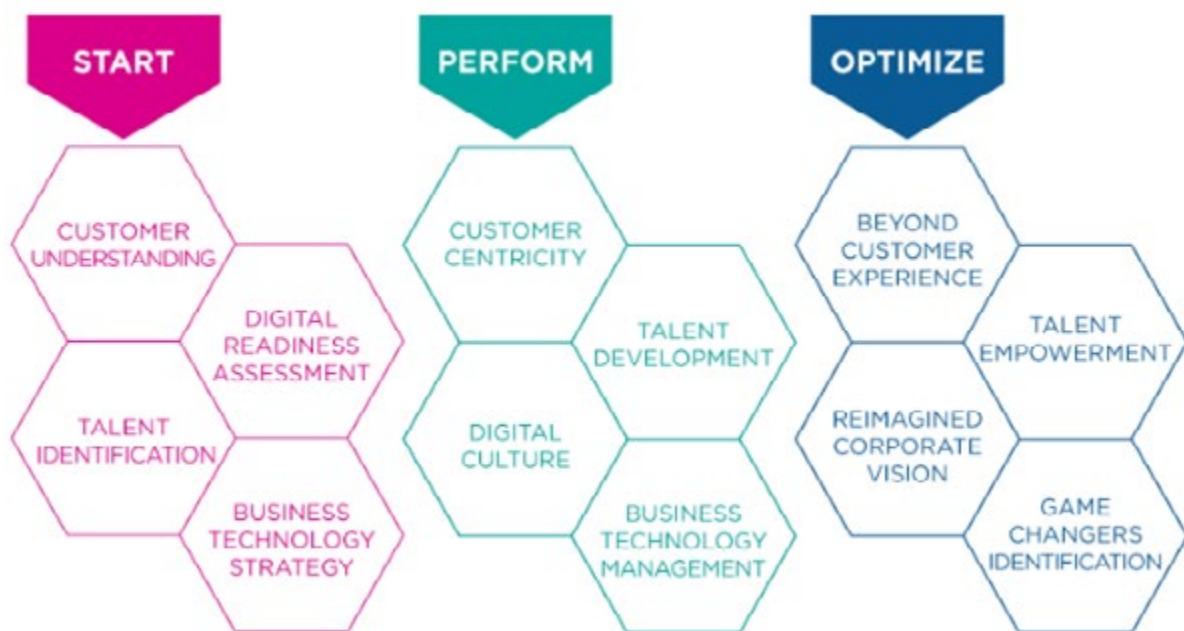 START
CUSTOMER
UNDERSTANDING
DIGITAL
READINESS
ASSESSMENT
TALENT
IDENTIFICATION
BUSINESS
TECHNOLOGY
STRATEGY
PERFORM
CUSTOMER
CENTRICITY
TALENT
DEVELOPMENT
DIGITAL
CULTURE
BUSINESS
TECHNOLOGY
MANAGEMENT
OPTIMIZE
BEYOND
CUSTOMER
EXPERIENCE
TALENT
EMPOWERMENT
REIMAGINED
CORPORATE
VISION
GAME
CHANGERS
IDENTIFICATION